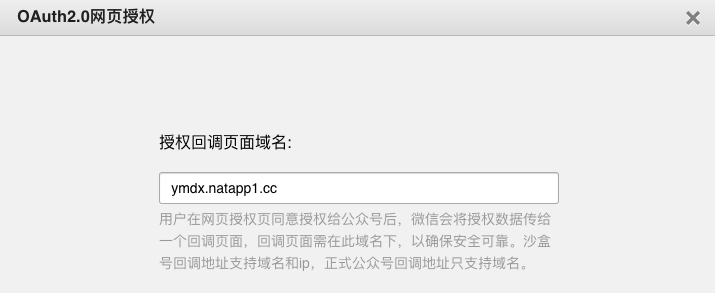 OAuth2.0网页授权
授权回调页面域名:
ymdx.natapp1.cc
用户在网页授权页同意授权给公众号后，微信会将授权数据传给
一个回调页面，回调页面需在此域名下，以确保安全可靠。沙盒
号回调地址支持域名和ip，正式公众号回调地址只支持域名。